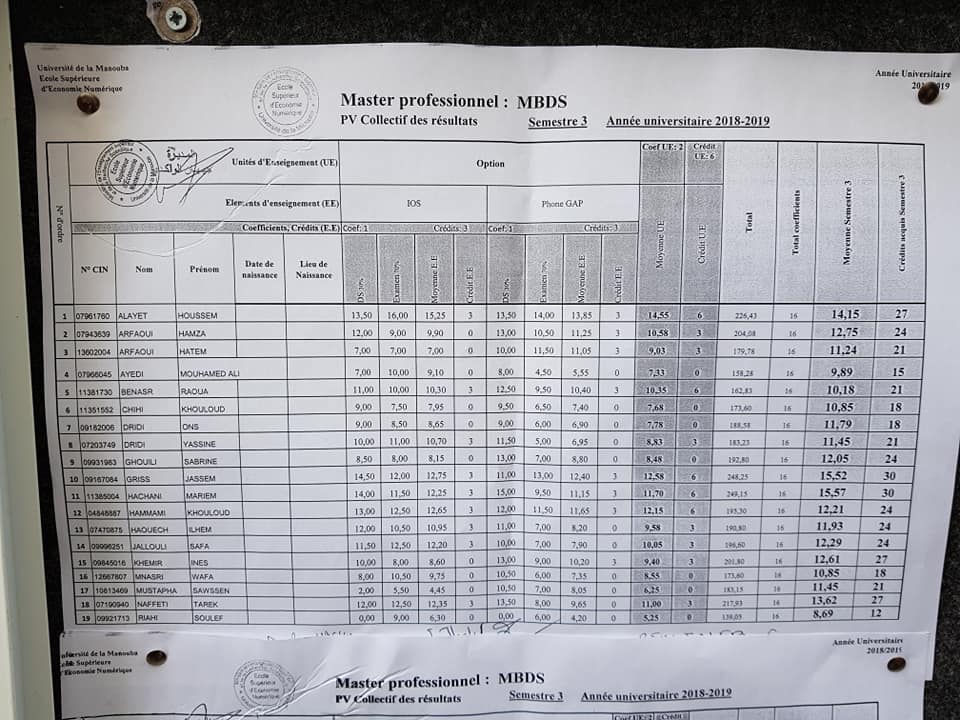 Université de la Manouba
Ecole Supérieure
d'Economie Numérique
Année Universitaire
Master professionnel : MBDS
PV Collectif des résultats Semestre 3 Année universitaire 2018-2019
Unités d'Enseignement (UE) Option Coef UE: 2 Crédit UE: 6
Elements d'enseignement (EE) IOS Phone GAP
Coefficients, Crédits (E.E) Coef: 1 Crédits: 3 Coef: 1 Crédits: 3
N° d'ordre N° CIN Nom Prénom Date de naissance Lieu de Naissance DS 30% Examen 70% Moyenne E.E Crédit E.E DS 30% Examen 70% Moyenne E.E Crédit E.E Moyenne UE Crédit U.E Total Total coefficients Moyenne Semestre 3 Crédits acquis Semestre 3
1 07961760 ALAYET HOUSSEM 13,50 16,00 15,25 3 13,50 14,00 13,85 3 14,55 6 226,43 16 14,15 27
2 07943639 ARFAOUI HAMZA 12,00 9,00 9,90 0 13,00 10,50 11,25 3 10,58 3 204,08 16 12,75 24
3 13602004 ARFAOUI HATEM 7,00 7,00 7,00 0 10,00 11,50 11,05 3 9,03 3 179,78 16 11,24 21
4 07966045 AYEDI MOUHAMED ALI 7,00 10,00 9,10 0 8,00 4,50 5,55 0 7,33 0 158,28 16 9,89 15
5 11381730 BENASR RAOUA 11,00 10,00 10,30 3 12,50 9,50 10,40 3 10,35 6 162,83 16 10,18 21
6 11351552 CHIHI KHOULOUD 9,00 7,50 7,95 0 9,50 6,50 7,40 0 7,68 0 173,60 16 10,85 18
7 09182006 DRIDI ONS 9,00 8,50 8,65 0 9,00 6,00 6,90 0 7,78 0 188,58 16 11,79 18
8 07203749 DRIDI YASSINE 10,00 11,00 10,70 3 11,50 5,00 6,95 0 8,83 3 183,23 16 11,45 21
9 09931983 GHOUILI SABRINE 8,50 8,00 8,15 0 13,00 7,00 8,80 0 8,48 0 192,80 16 12,05 24
10 09167084 GRISS JASSEM 14,50 12,00 12,75 3 11,00 13,00 12,40 3 12,58 6 248,25 16 15,52 30
11 11385004 HACHANI MARIEM 14,00 11,50 12,25 3 15,00 9,50 11,15 3 11,70 6 249,15 16 15,57 30
12 04848887 HAMMAMI KHOULOUD 13,00 12,50 12,65 3 12,00 11,50 11,65 3 12,15 6 195,30 16 12,21 24
13 07470875 HAOUECH ILHEM 12,00 10,50 10,95 3 11,00 7,00 8,20 0 9,58 3 190,80 16 11,93 24
14 09996251 JALLOULI SAFA 11,50 12,50 12,20 3 10,00 7,00 7,90 0 10,05 3 196,60 16 12,29 24
15 09845016 KHEMIR INES 10,00 8,00 8,60 0 13,00 9,00 10,20 3 9,40 3 201,80 16 12,61 27
16 12667807 MNASRI WAFA 8,00 10,50 9,75 0 10,50 6,00 7,35 0 8,55 0 173,60 16 10,85 18
17 10613469 MUSTAPHA SAWSSEN 2,00 5,50 4,45 0 10,50 7,00 8,05 0 6,25 0 183,15 16 11,45 21
18 07190940 NAFFETI TAREK 12,00 12,50 12,35 3 13,50 8,00 9,65 0 11,00 3 217,93 16 13,62 27
19 09921713 RIAHI SOULEF 0,00 9,00 6,30 0 0,00 6,00 4,20 0 5,25 0 139,05 16 8,69 12
Université de la Manouba
Ecole Supérieure
d'Economie Numérique
Année Universitaire
Master professionnel : MBDS
PV Collectif des résultats Semestre 3 Année universitaire 2018-2019
Coef UE: 2 Crédit